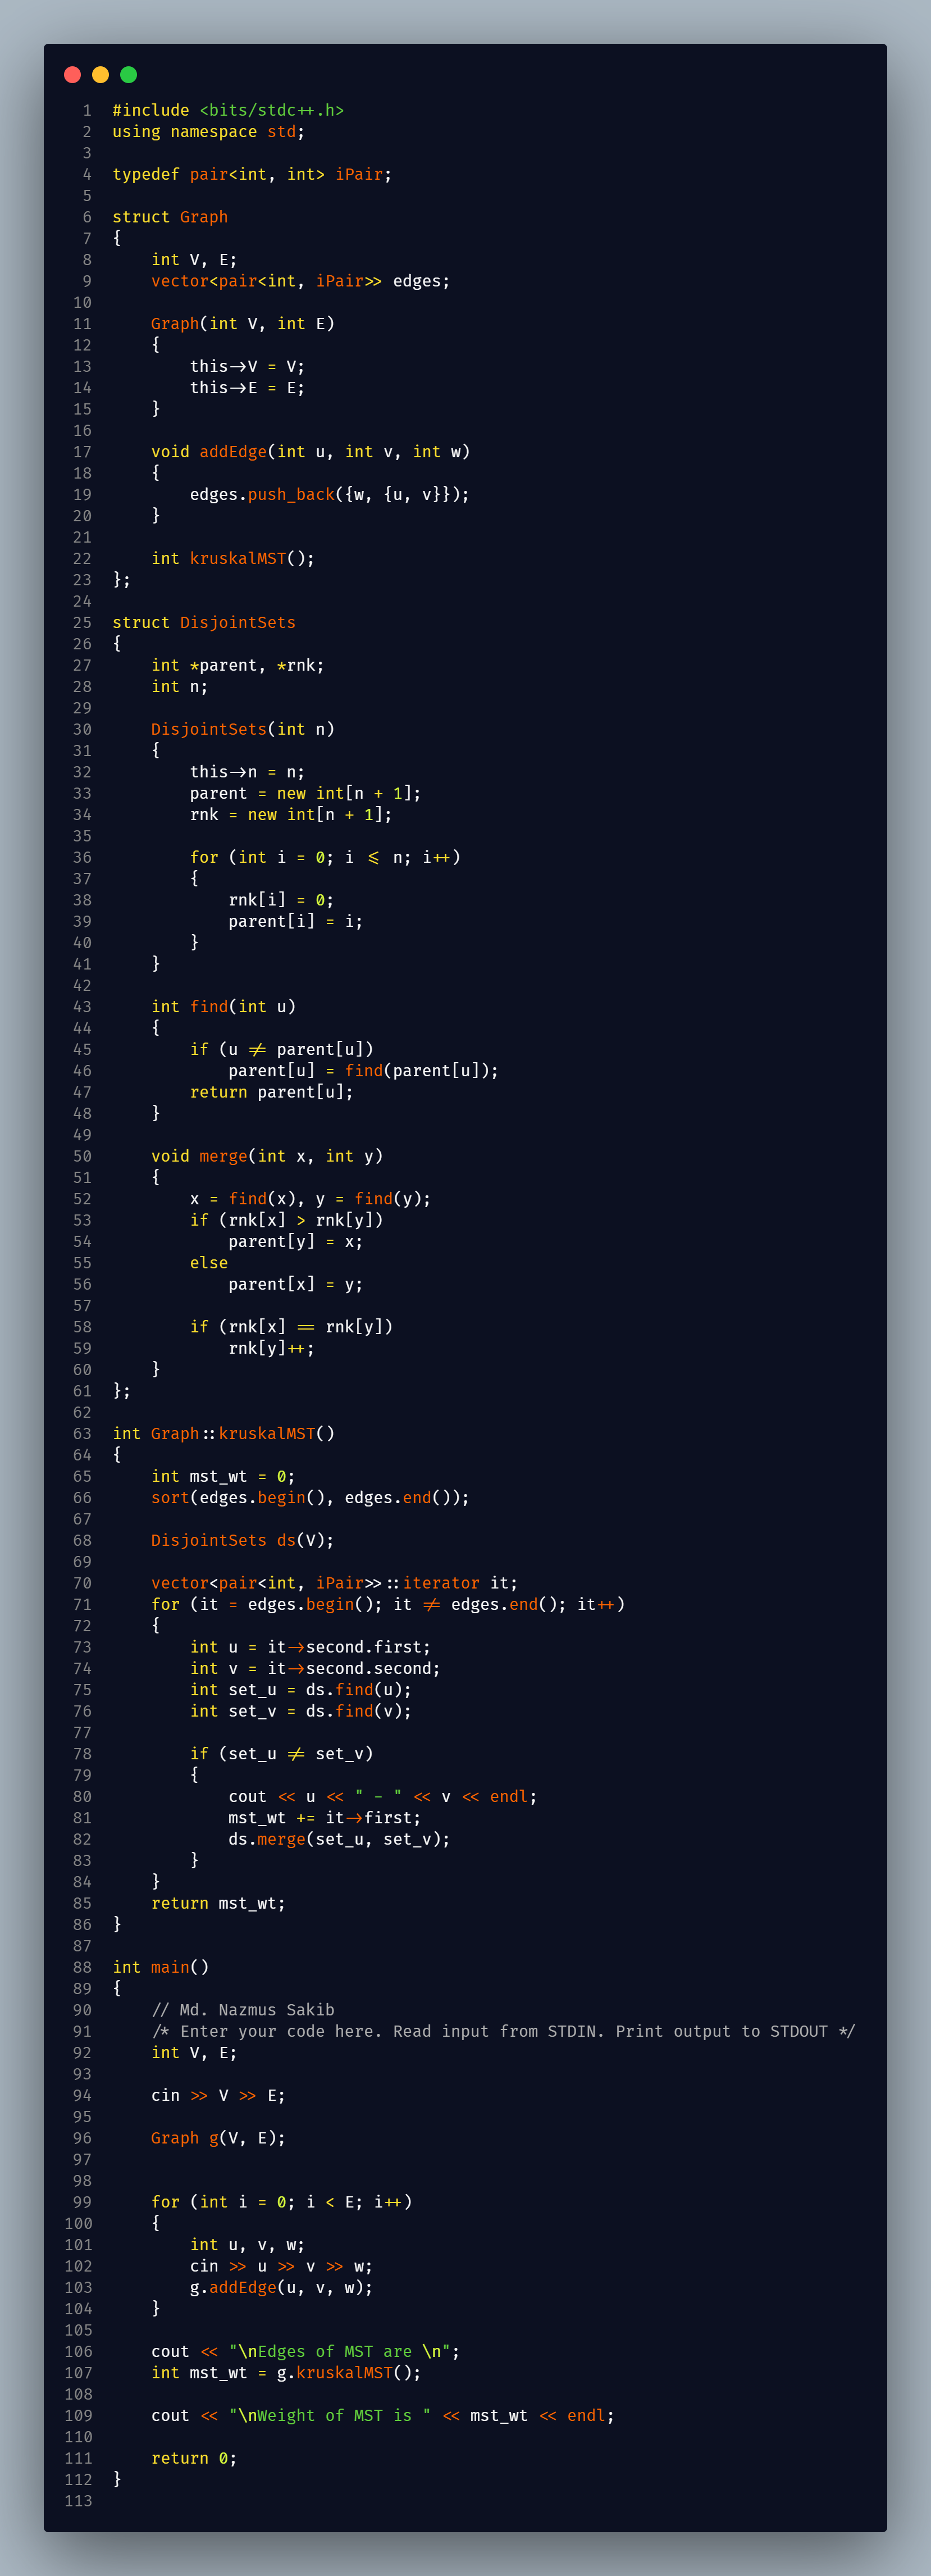 1 #include <bits/stdc++.h>
2 using namespace std;
3
4 typedef pair<int, int> iPair;
5
6 struct Graph
7 {
8     int V, E;
9     vector<pair<int, iPair>> edges;
10
11     Graph(int V, int E)
12     {
13         this->V = V;
14         this->E = E;
15     }
16
17     void addEdge(int u, int v, int w)
18     {
19         edges.push_back({w, {u, v}});
20     }
21
22     int kruskalMST();
23 };
24
25 struct DisjointSets
26 {
27     int *parent, *rnk;
28     int n;
29
30     DisjointSets(int n)
31     {
32         this->n = n;
33         parent = new int[n + 1];
34         rnk = new int[n + 1];
35
36         for (int i = 0; i <= n; i++)
37         {
38             rnk[i] = 0;
39             parent[i] = i;
40         }
41     }
42
43     int find(int u)
44     {
45         if (u != parent[u])
46             parent[u] = find(parent[u]);
47         return parent[u];
48     }
49
50     void merge(int x, int y)
51     {
52         x = find(x), y = find(y);
53         if (rnk[x] > rnk[y])
54             parent[y] = x;
55         else
56             parent[x] = y;
57
58         if (rnk[x] == rnk[y])
59             rnk[y]++;
60     }
61 };
62
63 int Graph::kruskalMST()
64 {
65     int mst_wt = 0;
66     sort(edges.begin(), edges.end());
67
68     DisjointSets ds(V);
69
70     vector<pair<int, iPair>>::iterator it;
71     for (it = edges.begin(); it != edges.end(); it++)
72     {
73         int u = it->second.first;
74         int v = it->second.second;
75         int set_u = ds.find(u);
76         int set_v = ds.find(v);
77
78         if (set_u != set_v)
79         {
80             cout << u << " - " << v << endl;
81             mst_wt += it->first;
82             ds.merge(set_u, set_v);
83         }
84     }
85     return mst_wt;
86 }
87
88 int main()
89 {
90     // Md. Nazmus Sakib
91     /* Enter your code here. Read input from STDIN. Print output to STDOUT */
92     int V, E;
93
94     cin >> V >> E;
95
96     Graph g(V, E);
97
98
99     for (int i = 0; i < E; i++)
100     {
101         int u, v, w;
102         cin >> u >> v >> w;
103         g.addEdge(u, v, w);
104     }
105
106     cout << "\nEdges of MST are \n";
107     int mst_wt = g.kruskalMST();
108
109     cout << "\nWeight of MST is " << mst_wt << endl;
110
111     return 0;
112 }
113